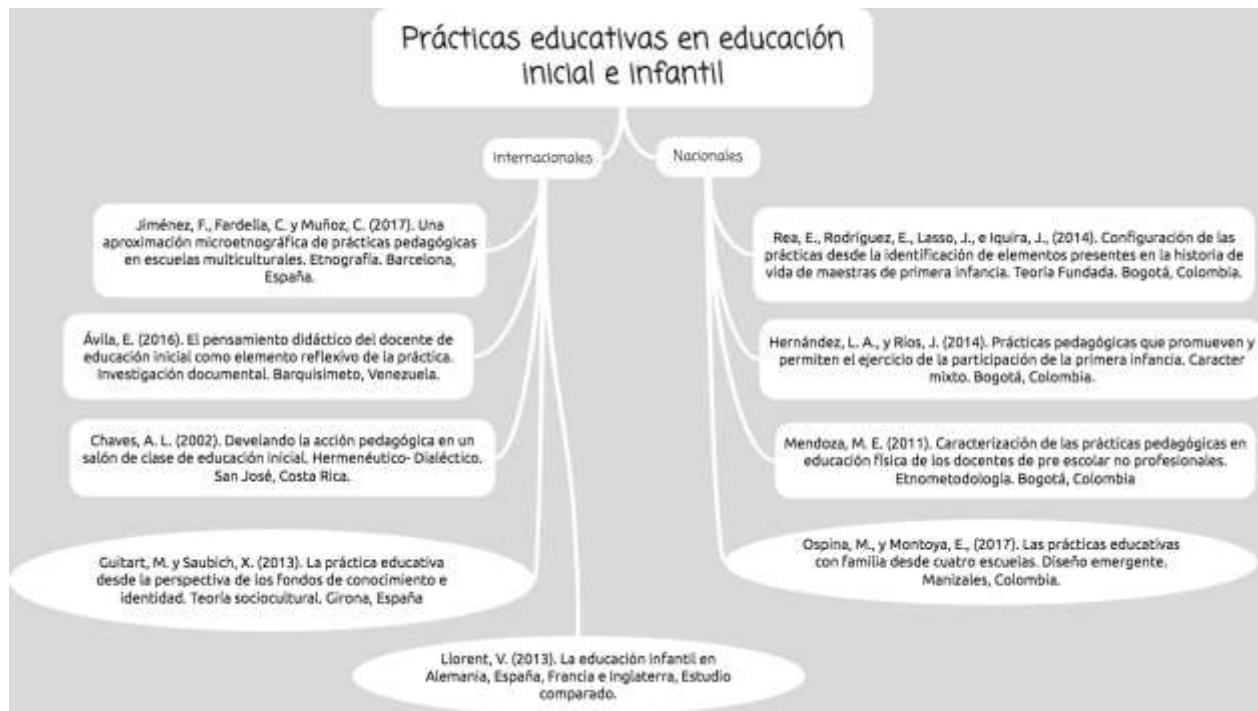 Prácticas educativas en educación
inicial e infantil
Internacionales
Nacionales
Jiménez, F., Fardella, C. y Muñoz, C. (2017). Una
aproximación microetnográfica de prácticas pedagógicas
en escuelas multiculturales. Etnografía. Barcelona,
España.
Ávila, E. (2016). El pensamiento didáctico del docente de
educación inicial como elemento reflexivo de la práctica.
Investigación documental. Barquisimeto, Venezuela.
Chaves, A. L. (2002). Develando la acción pedagógica en un
salón de clase de educación inicial. Hermenéutico- Dialéctico.
San José, Costa Rica.
Guitart, M. y Saubich, X. (2013). La práctica educativa
desde la perspectiva de los fondos de conocimiento e
identidad. Teoría sociocultural. Girona, España
Llorent, V. (2013). La educación infantil en
Alemania, España, Francia e Inglaterra, Estudio
comparado.
Rea, E., Rodríguez, E., Lasso, J., e Iquira, J., (2014). Configuración de las
prácticas desde la identificación de elementos presentes en la historia de
vida de maestras de primera infancia. Teoría Fundada. Bogotá, Colombia.
Hernández, L. A., y Ríos, J. (2014). Prácticas pedagógicas que promueven y
permiten el ejercicio de la participación de la primera infancia. Caracter
mixto. Bogotá, Colombia.
Mendoza, M. E. (2011). Caracterización de las prácticas pedagógicas en
educación física de los docentes de pre escolar no profesionales.
Etnometodología. Bogotá, Colombia
Ospina, M., y Montoya, E., (2017). Las prácticas educativas
con familia desde cuatro escuelas. Diseño emergente.
Manizales, Colombia.